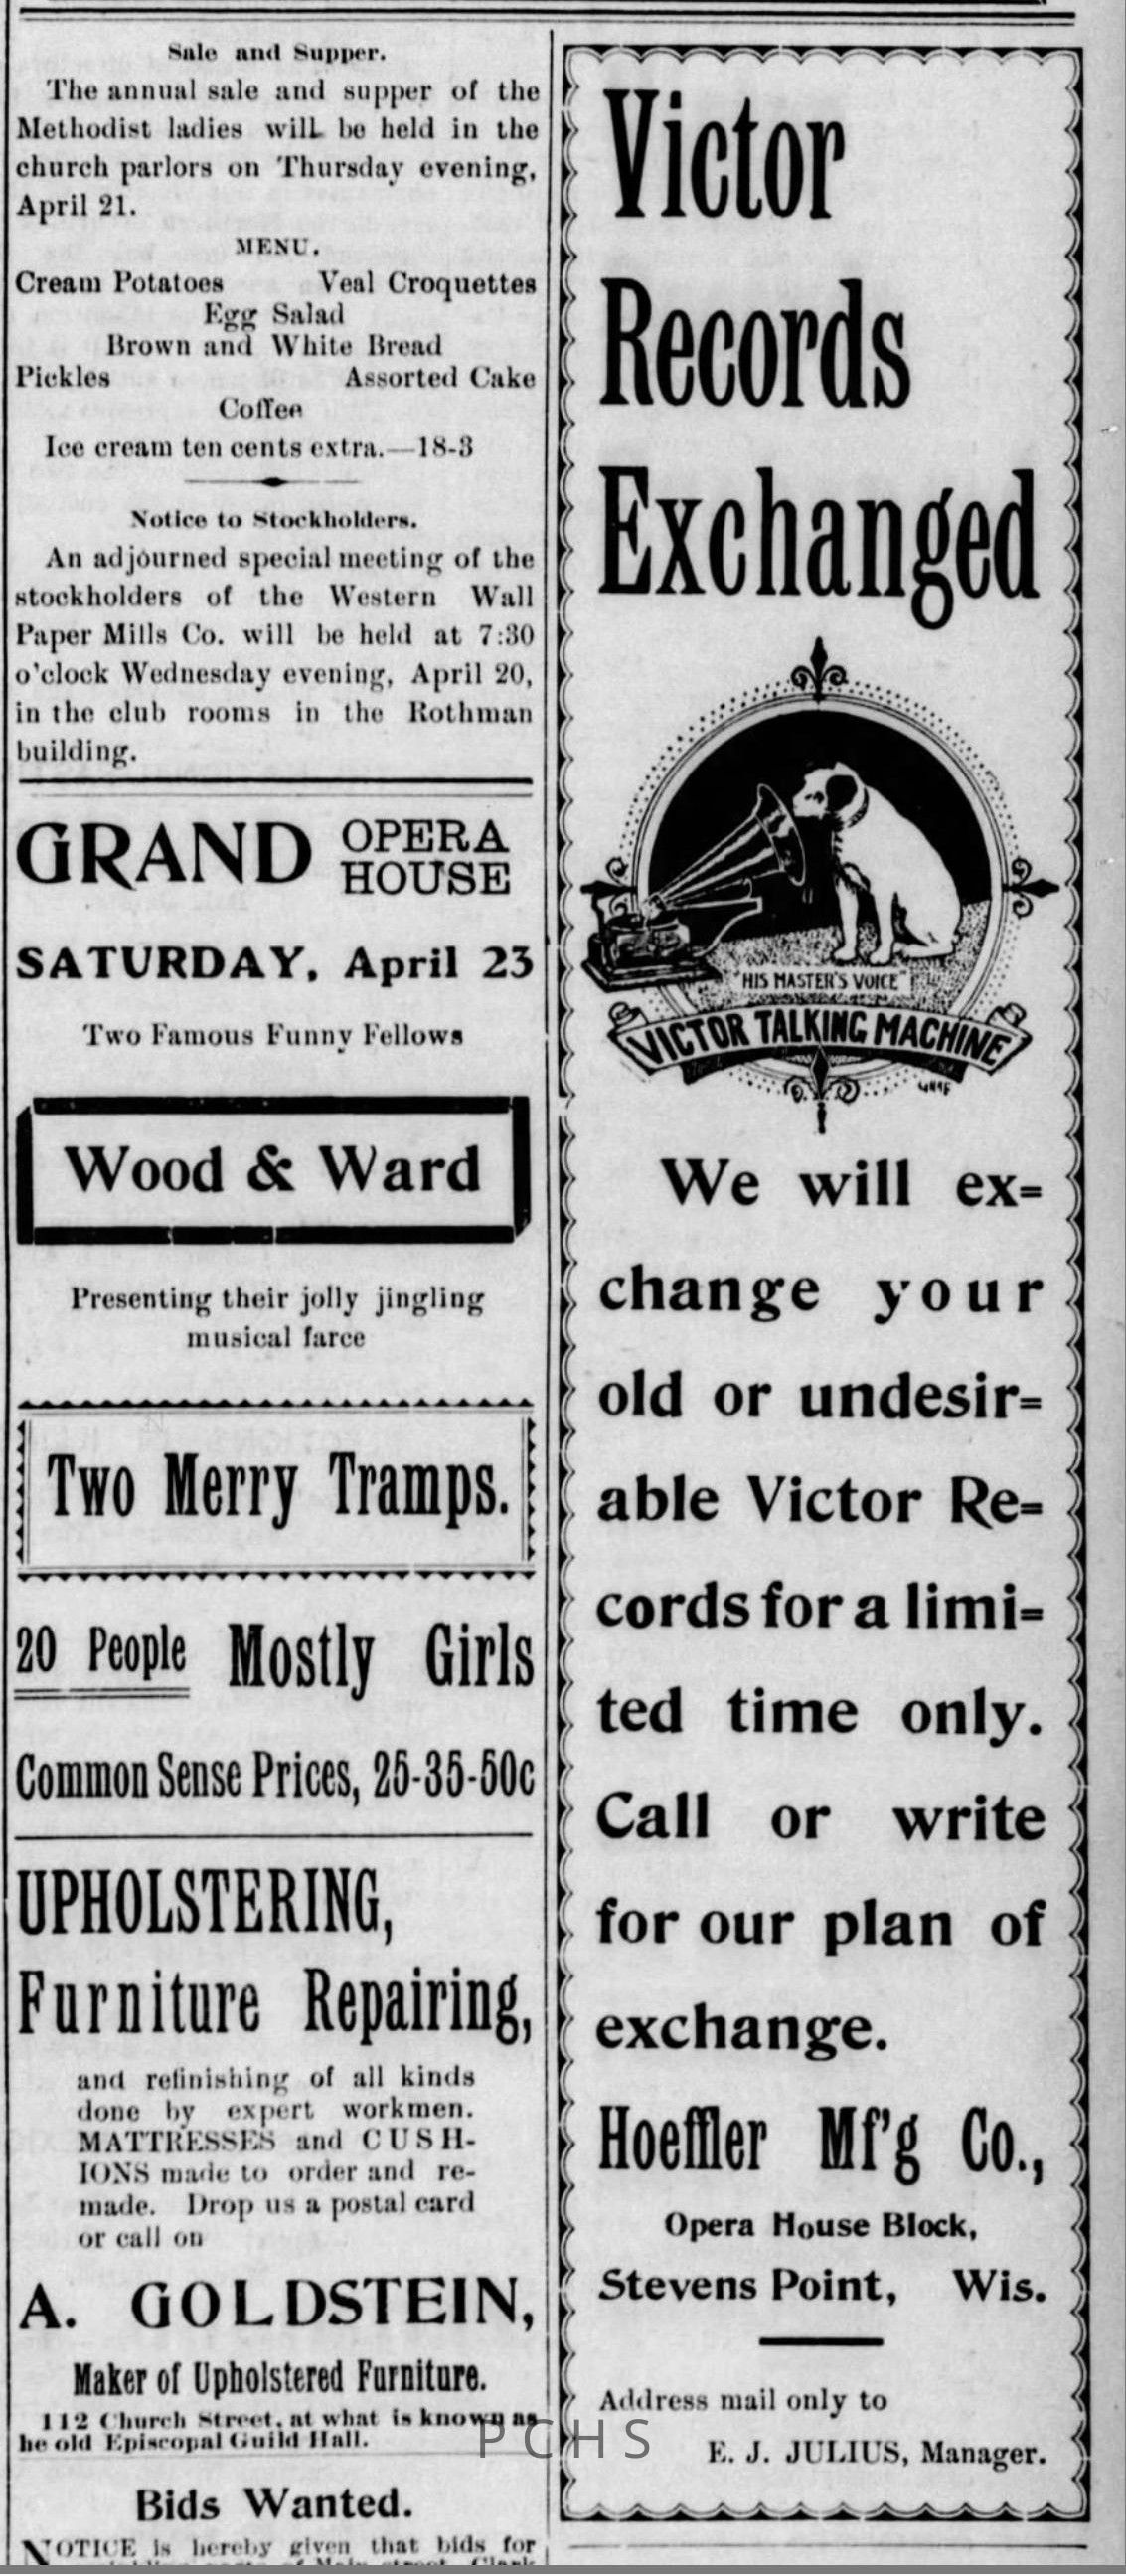 Sale and Supper.
The annual sale and supper of the
Methodist ladies will be held in the
church parlors on Thursday evening,
April 21.
MENU.
Cream Potatoes Veal Croquettes
Egg Salad
Brown and White Bread
Pickles Assorted Cake
Coffee
Ice cream ten cents extra.—18-3
Notice to Stockholders.
An adjourned special meeting of the
stockholders of the Western Wall
Paper Mills Co. will be held at 7:30
o'clock Wednesday evening, April 20,
in the club rooms in the Rothman
building.
GRAND OPERA HOUSE
SATURDAY, April 23
Two Famous Funny Fellows
Wood & Ward
Presenting their jolly jingling
musical farce
Two Merry Tramps.
20 People Mostly Girls
Common Sense Prices, 25-35-50c
UPHOLSTERING,
Furniture Repairing,
and refinishing of all kinds
done by expert workmen.
MATTRESSES and CUSH-
IONS made to order and re-
made. Drop us a postal card
or call on
A. GOLDSTEIN,
Maker of Upholstered Furniture.
112 Church Street, at what is known as
he old Episcopal Guild Hall.
Bids Wanted.
NOTICE is hereby given that bids for
Victor
Records
Exchanged
"HIS MASTER'S VOICE"
VICTOR TALKING MACHINE
We will ex-
change your
old or undesir-
able Victor Re-
cords for a limi-
ted time only.
Call or write
for our plan of
exchange.
Hoeffler Mf'g Co.,
Opera House Block,
Stevens Point, Wis.
Address mail only to
E. J. JULIUS, Manager.
PCHS